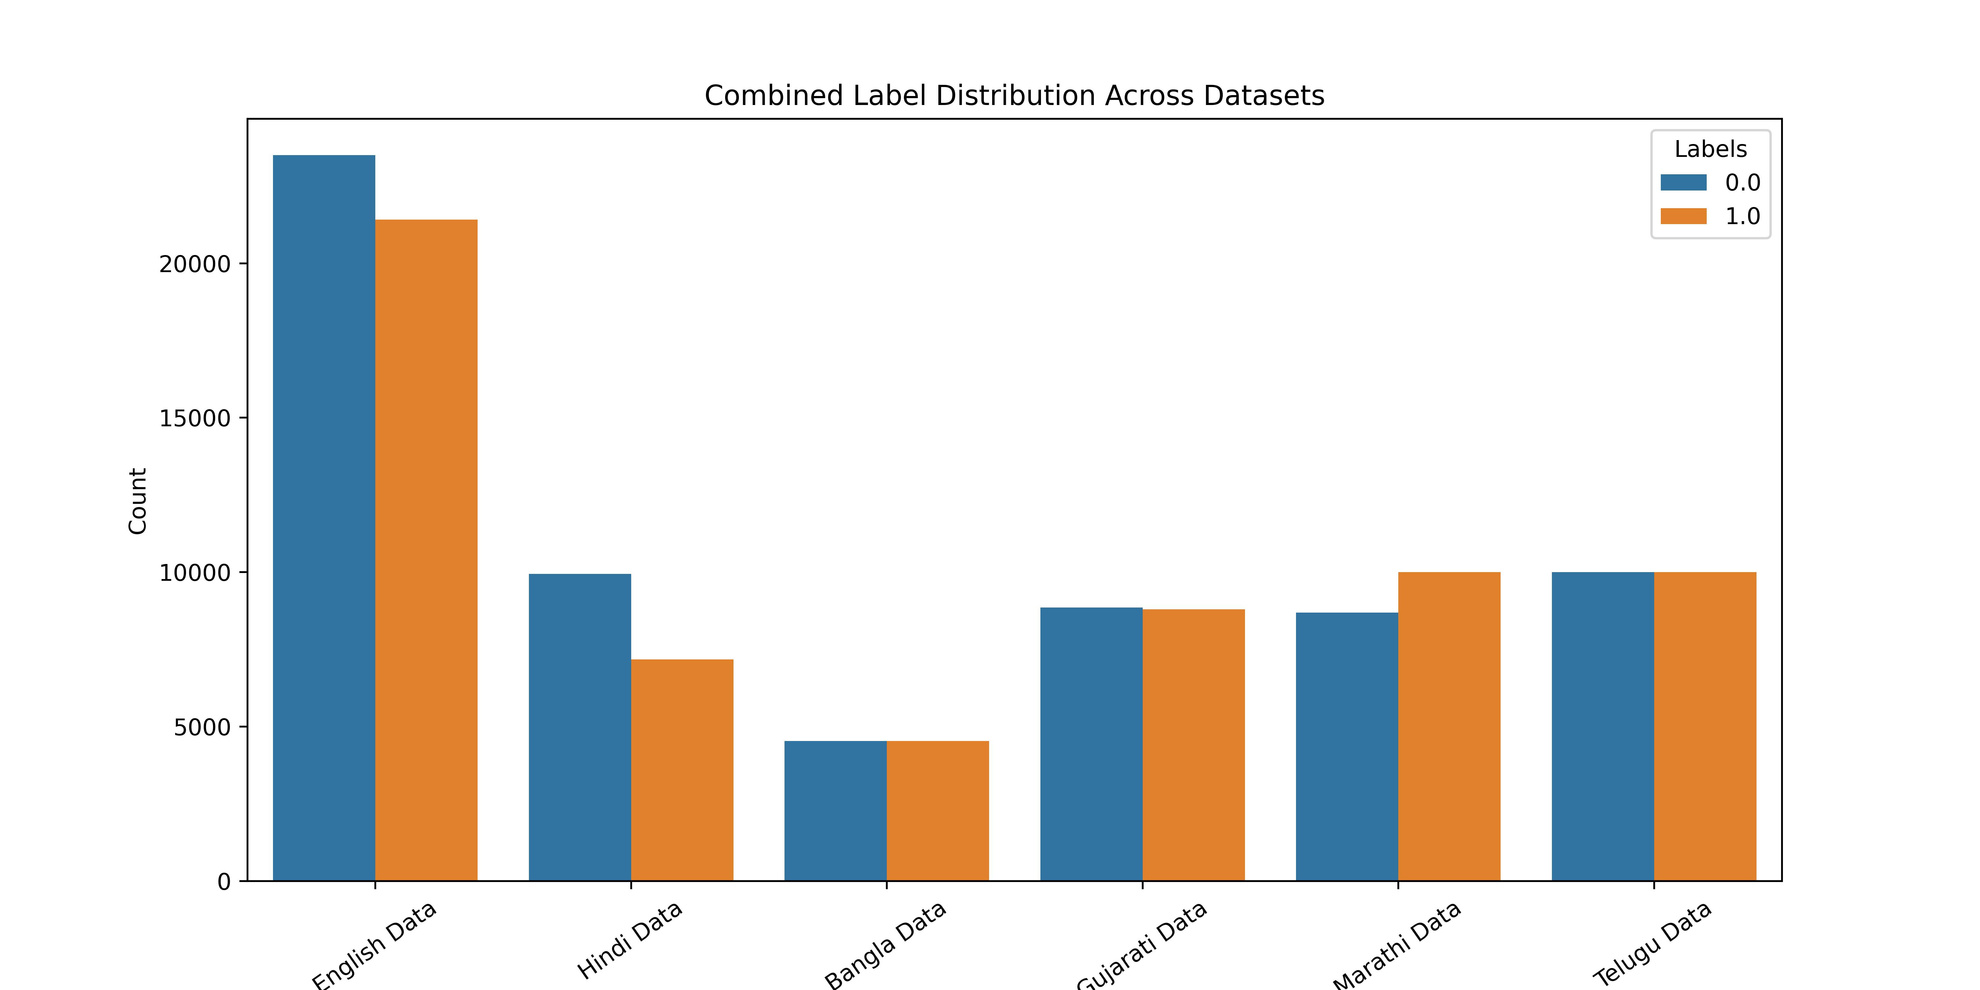 Combined Label Distribution Across Datasets
Labels
0.0
1.0
20000
15000
10000
5000
0
Count
English Data
Hindi Data
Bangla Data
Gujarati Data
Marathi Data
Telugu Data